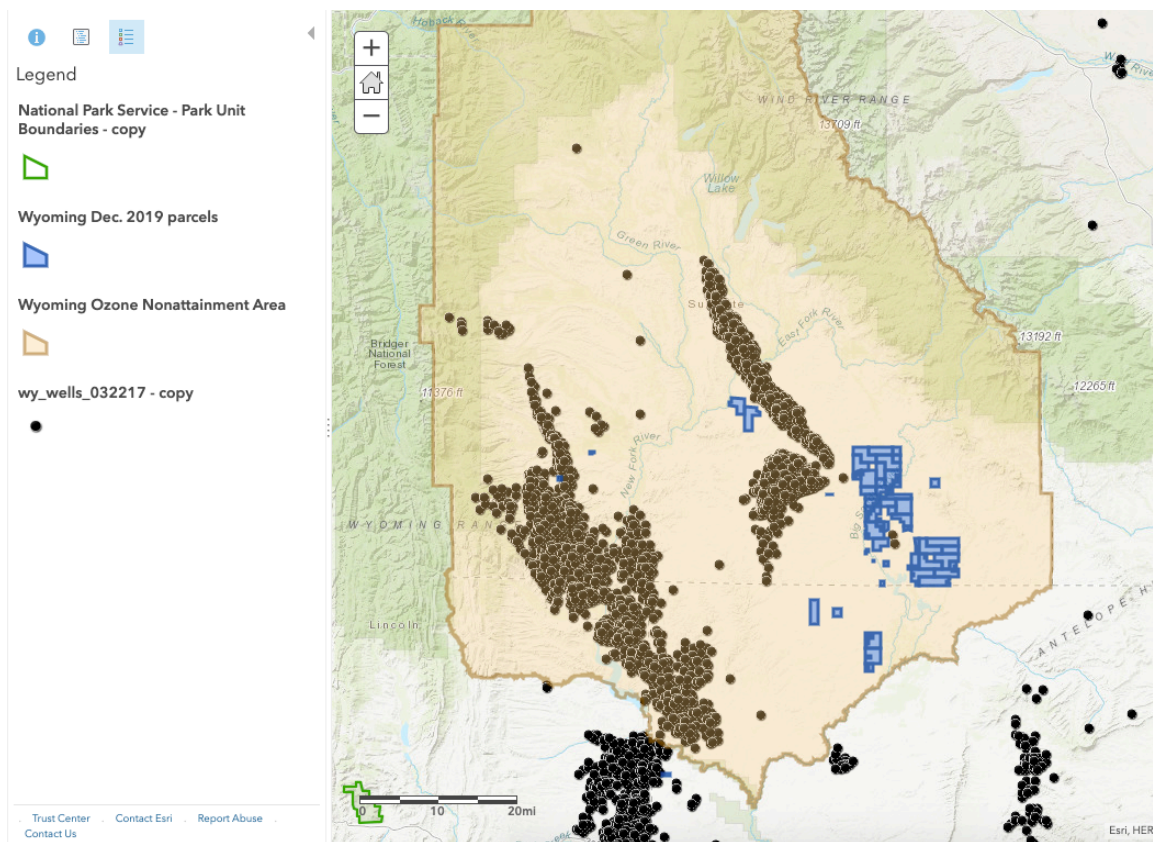 Legend
National Park Service - Park Unit
Boundaries - copy
Wyoming Dec. 2019 parcels
Wyoming Ozone Nonattainment Area
wy_wells_032217 - copy
Trust Center
Contact Esri
Report Abuse
Contact Us
+
−
WIND RIVER RANGE
13709 ft
Willow
Lake
Green River
East Fork River
13192 ft
Bridger
National
Forest
11376 ft
12265 ft
New Fork River
WYOMING RAN
Lincoln
ANTELOPE H
0
10
20mi
Esri, HER